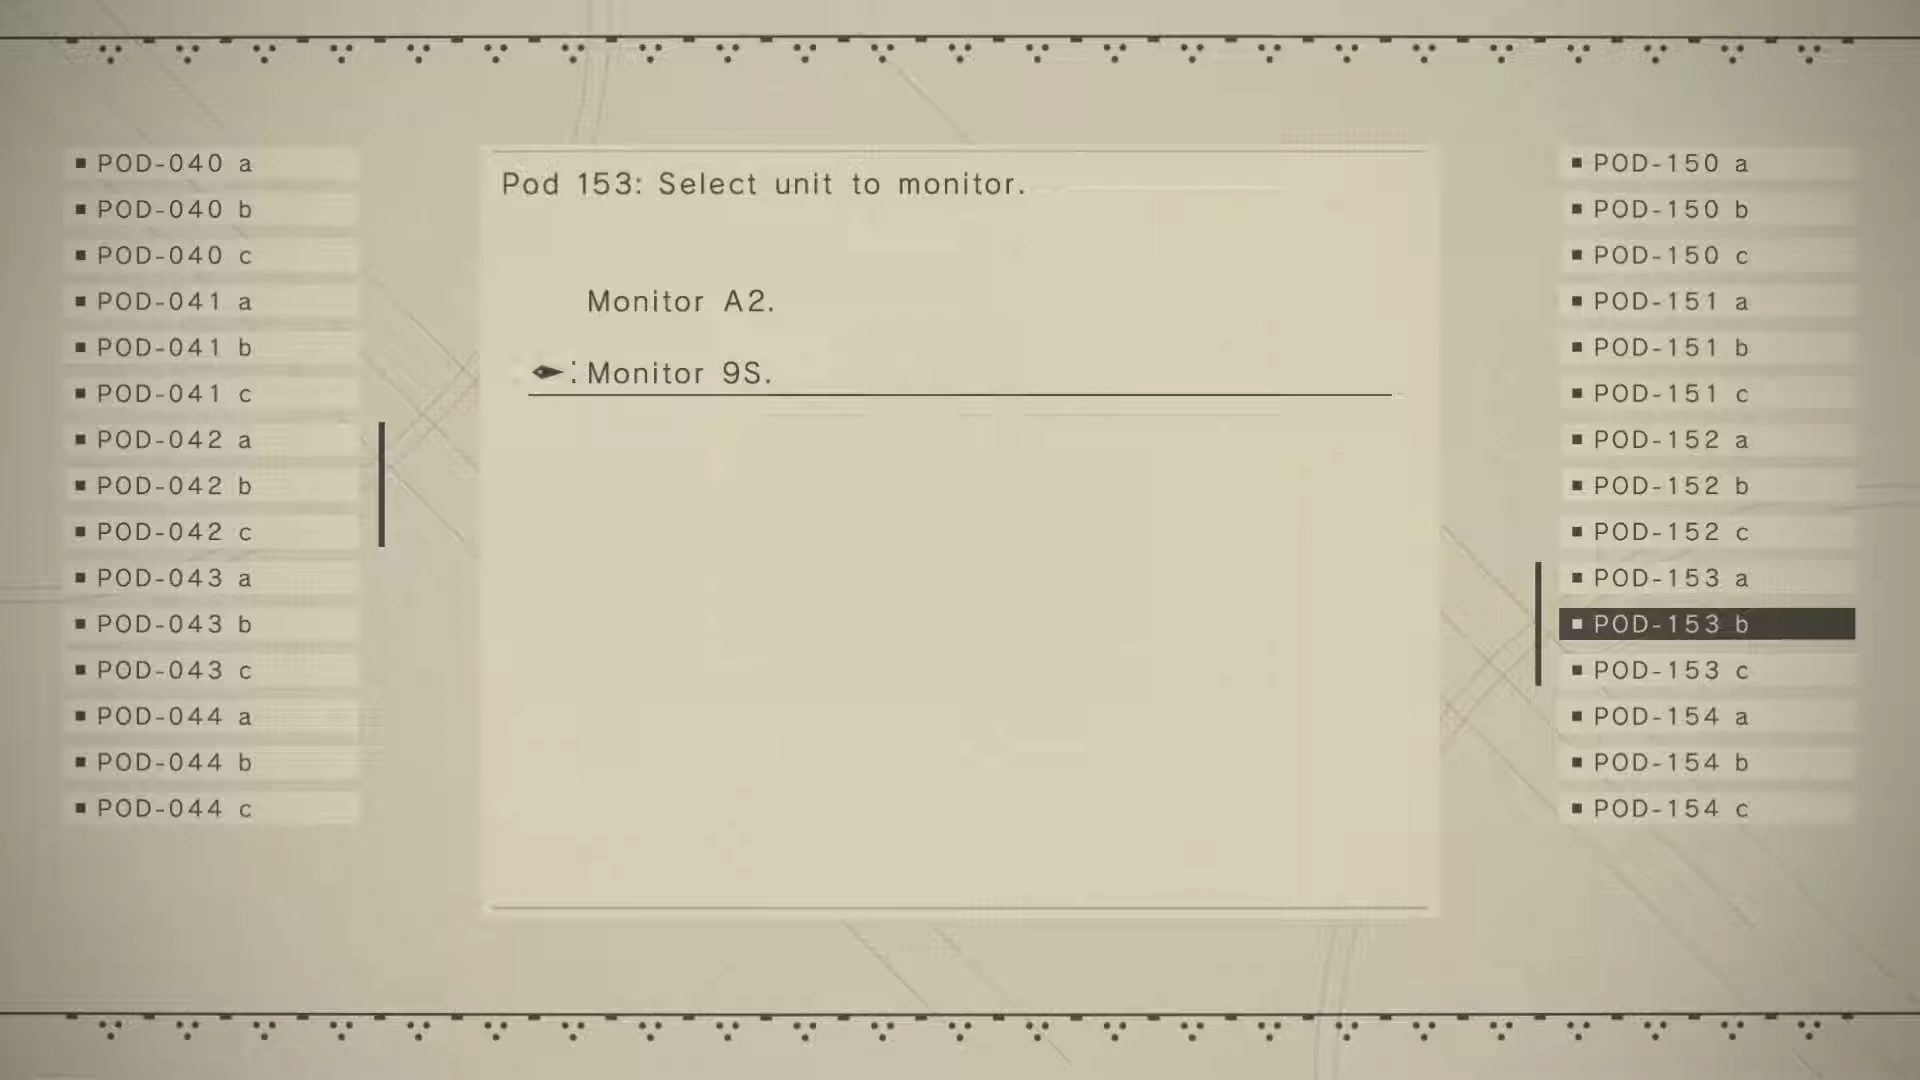 POD-040 a
POD-040 b
POD-040 c
POD-041 a
POD-041 b
POD-041 c
POD-042 a
POD-042 b
POD-042 c
POD-043 a
POD-043 b
POD-043 c
POD-044 a
POD-044 b
POD-044 c
Pod 153: Select unit to monitor.
Monitor A2.
: Monitor 9S.
POD-150 a
POD-150 b
POD-150 c
POD-151 a
POD-151 b
POD-151 c
POD-152 a
POD-152 b
POD-152 c
POD-153 a
POD-153 b
POD-153 c
POD-154 a
POD-154 b
POD-154 c